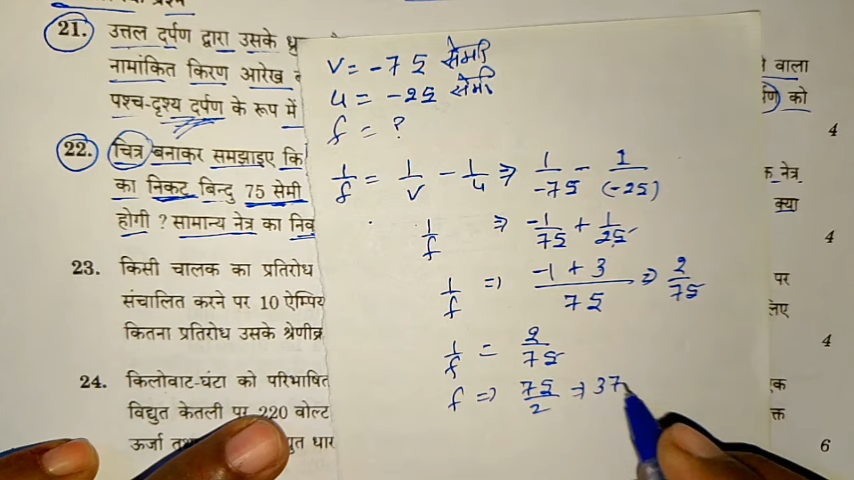 21. उत्तल दर्पण द्वारा उसके
नामांकित किरण आरेख
पश्च-दृश्य दर्पण के रूप में
वाला
को
4
22. चित्र बनाकर समझाइए कि
का निकट बिन्दु 75 सेमी
होगी ? सामान्य नेत्र का
नेत्र
क्या
4
23. किसी चालक का प्रतिरोध
संचालित करने पर 10
कितना प्रतिरोध उसके
पर
4
24. किलोवाट-घंटा को
विद्युत केतली पर 220 वोल्ट
ऊर्जा
6
v = -75 सेमी
u = -25 सेमी
f = ?
1/f = 1/v - 1/u ⇒ 1/-75 - 1/(-25)
1/f ⇒ -1/75 + 1/25
1/f ⇒ -1 + 3/75 ⇒ 2/75
1/f = 2/75
f ⇒ 75/2 ⇒ 37